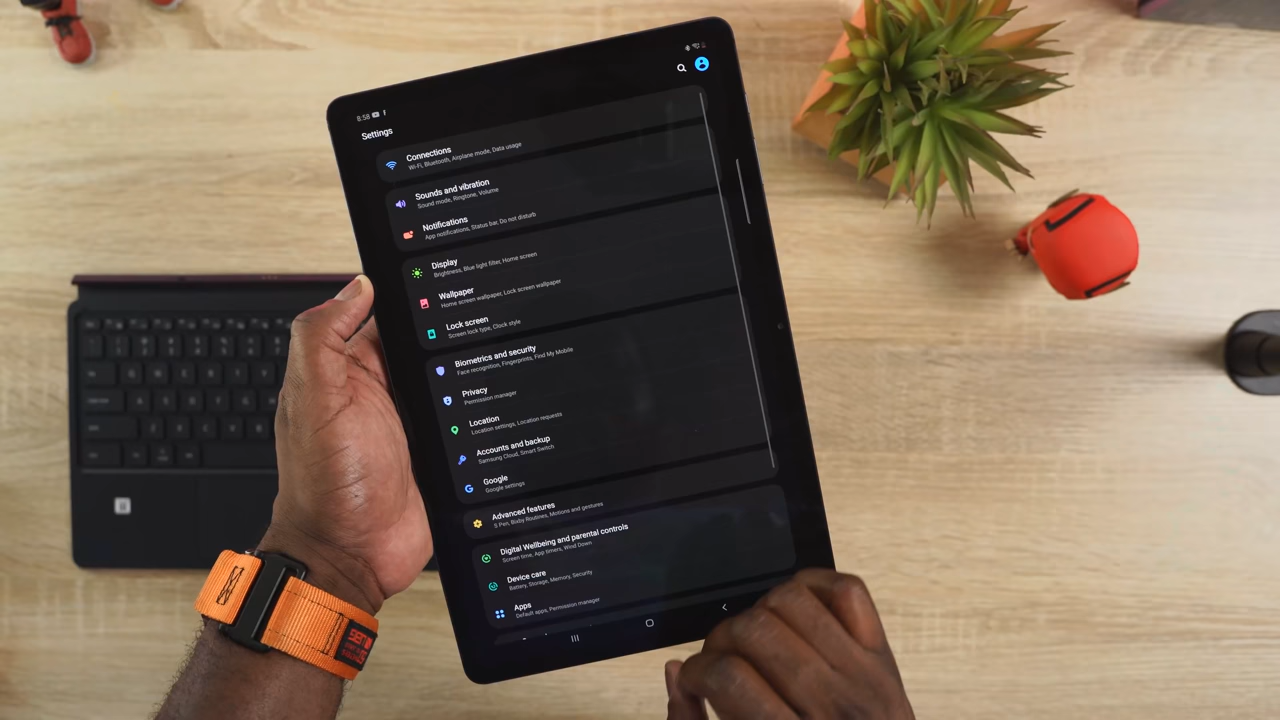 8:58
Settings
Connections
Wi-Fi, Bluetooth, Airplane mode, Data usage
Sounds and vibration
Sound mode, Ringtone, Volume
Notifications
App notifications, Status bar, Do not disturb
Display
Brightness, Blue light filter, Home screen
Wallpaper
Home screen wallpaper, Lock screen wallpaper
Lock screen
Screen lock type, Clock style
Biometrics and security
Face recognition, Fingerprints, Find My Mobile
Privacy
Permission manager
Location
Location settings, Location requests
Accounts and backup
Samsung Cloud, Smart Switch
Google
Google settings
Advanced features
S Pen, Bixby Routines, Motions and gestures
Digital Wellbeing and parental controls
Screen time, App timers, Wind Down
Device care
Battery, Storage, Memory, Security
Apps
Default apps, Permission manager